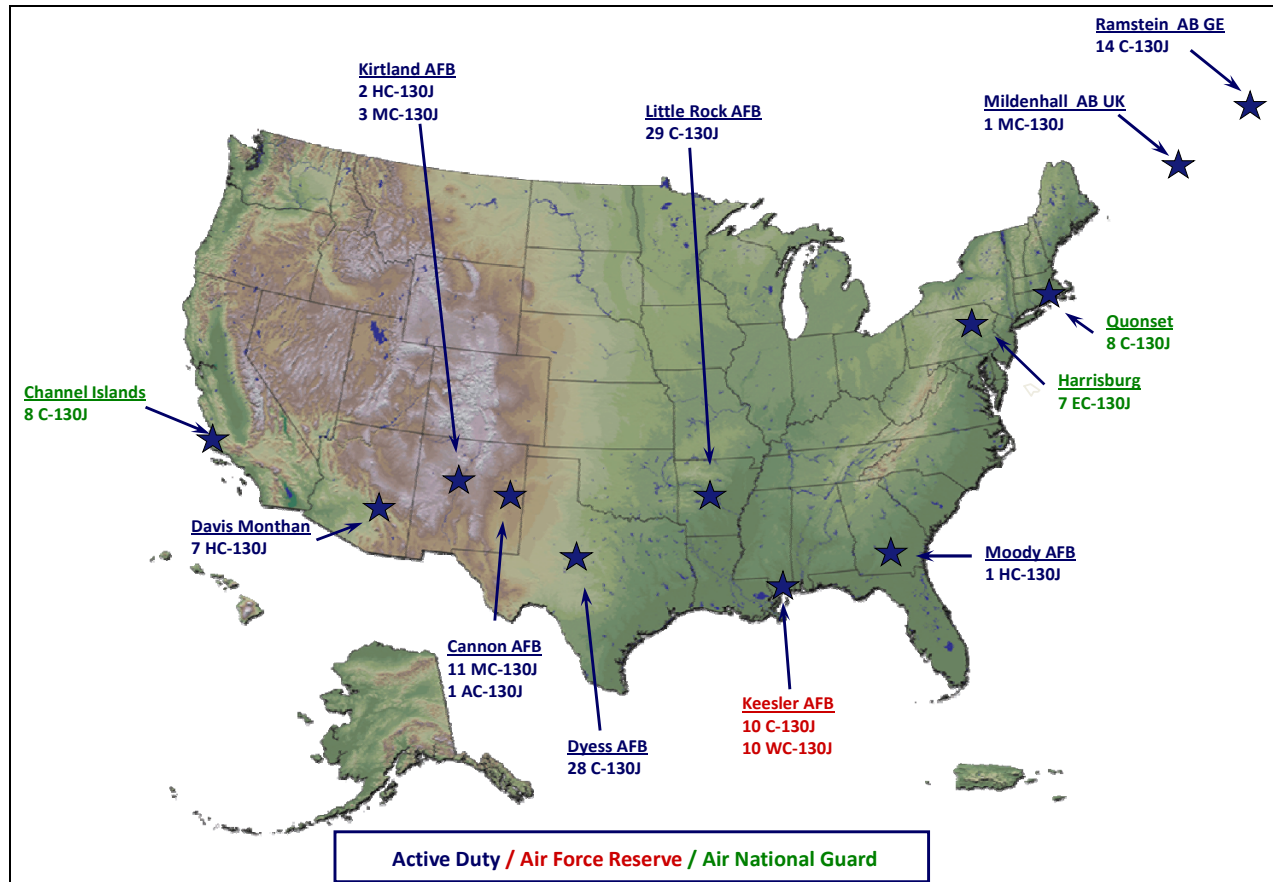 Ramstein  AB GE
14 C-130J
Kirtland AFB
2 HC-130J
3 MC-130J
Mildenhall  AB UK
1 MC-130J
Little Rock AFB
29 C-130J
Quonset
8 C-130J
Harrisburg
7 EC-130J
Channel Islands
8 C-130J
Davis Monthan
7 HC-130J
Moody AFB
1 HC-130J
Cannon AFB
11 MC-130J
1 AC-130J
Keesler AFB
10 C-130J
10 WC-130J
Dyess AFB
28 C-130J
Active Duty / Air Force Reserve / Air National Guard